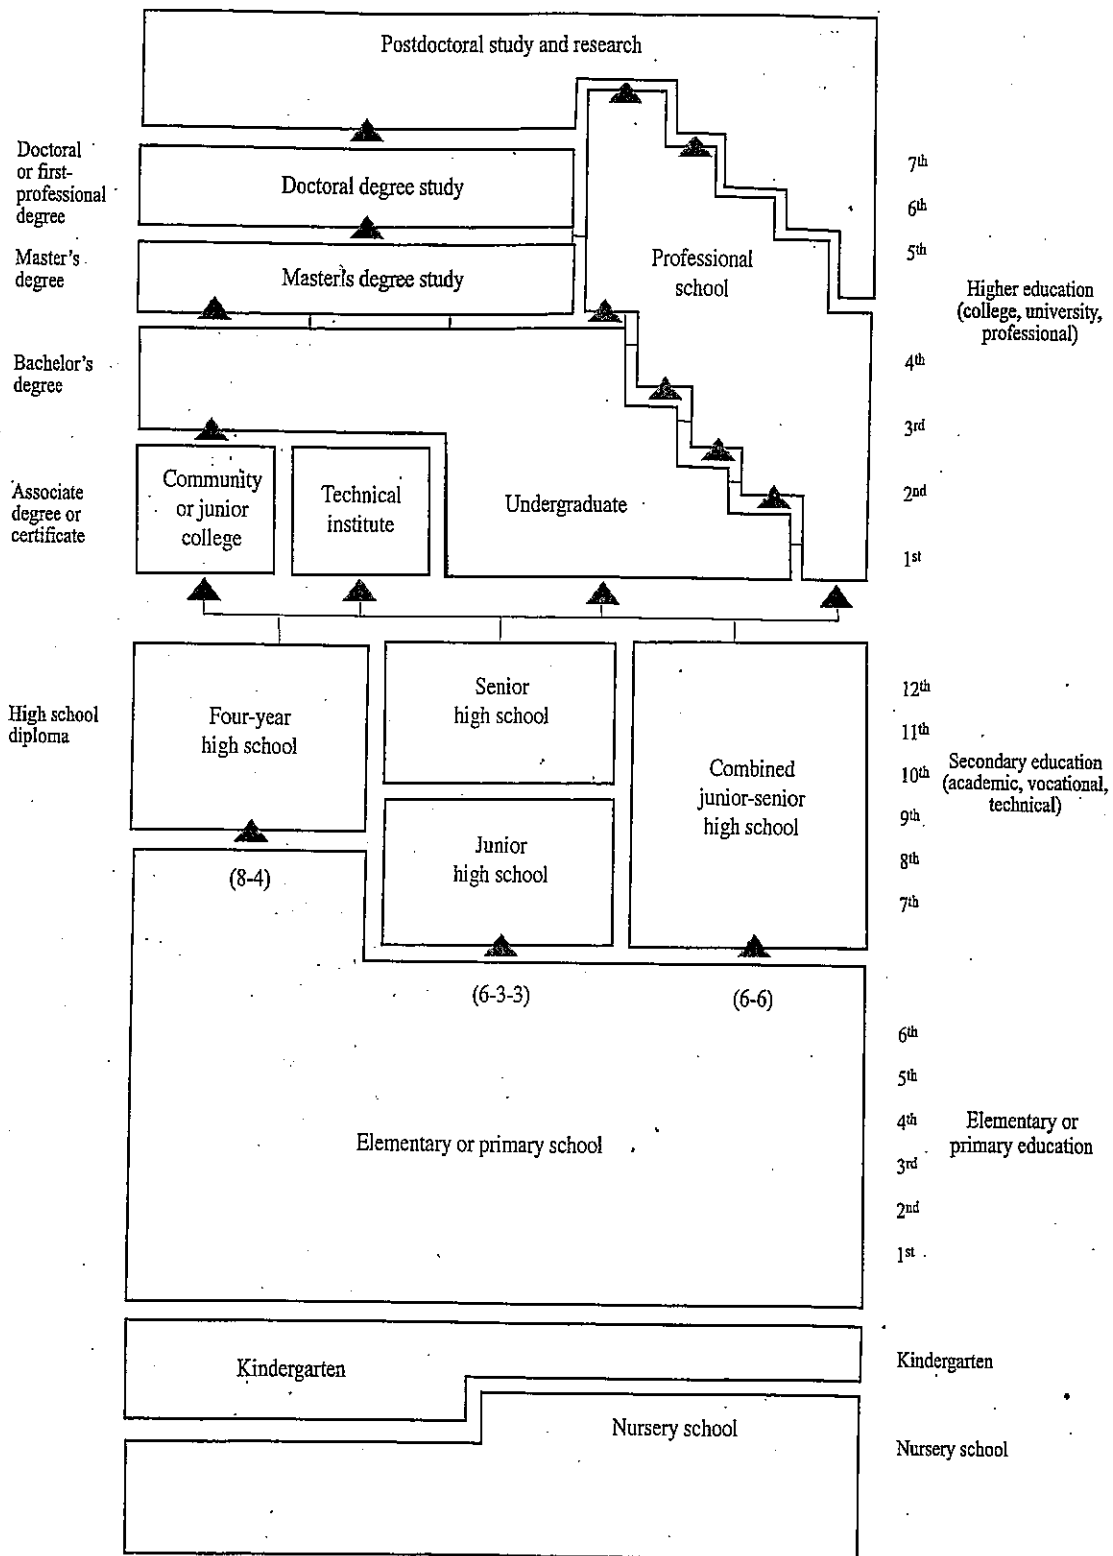 Postdoctoral study and research
Doctoral
or first-
professional
degree
Doctoral degree study
7th
6th
5th
Master's
degree
Master's degree study
Professional
school
Higher education
(college, university,
professional)
Bachelor's
degree
4th
3rd
Associate
degree or
certificate
Community
or junior
college
Technical
institute
Undergraduate
2nd
1st
High school
diploma
Four-year
high school
Senior
high school
Combined
junior-senior
high school
12th
11th
10th
9th
8th
7th
Secondary education
(academic, vocational,
technical)
Junior
high school
(8-4)
(6-3-3)
(6-6)
6th
5th
4th
3rd
2nd
1st
Elementary or primary school
Elementary or
primary education
Kindergarten
Kindergarten
Nursery school
Nursery school